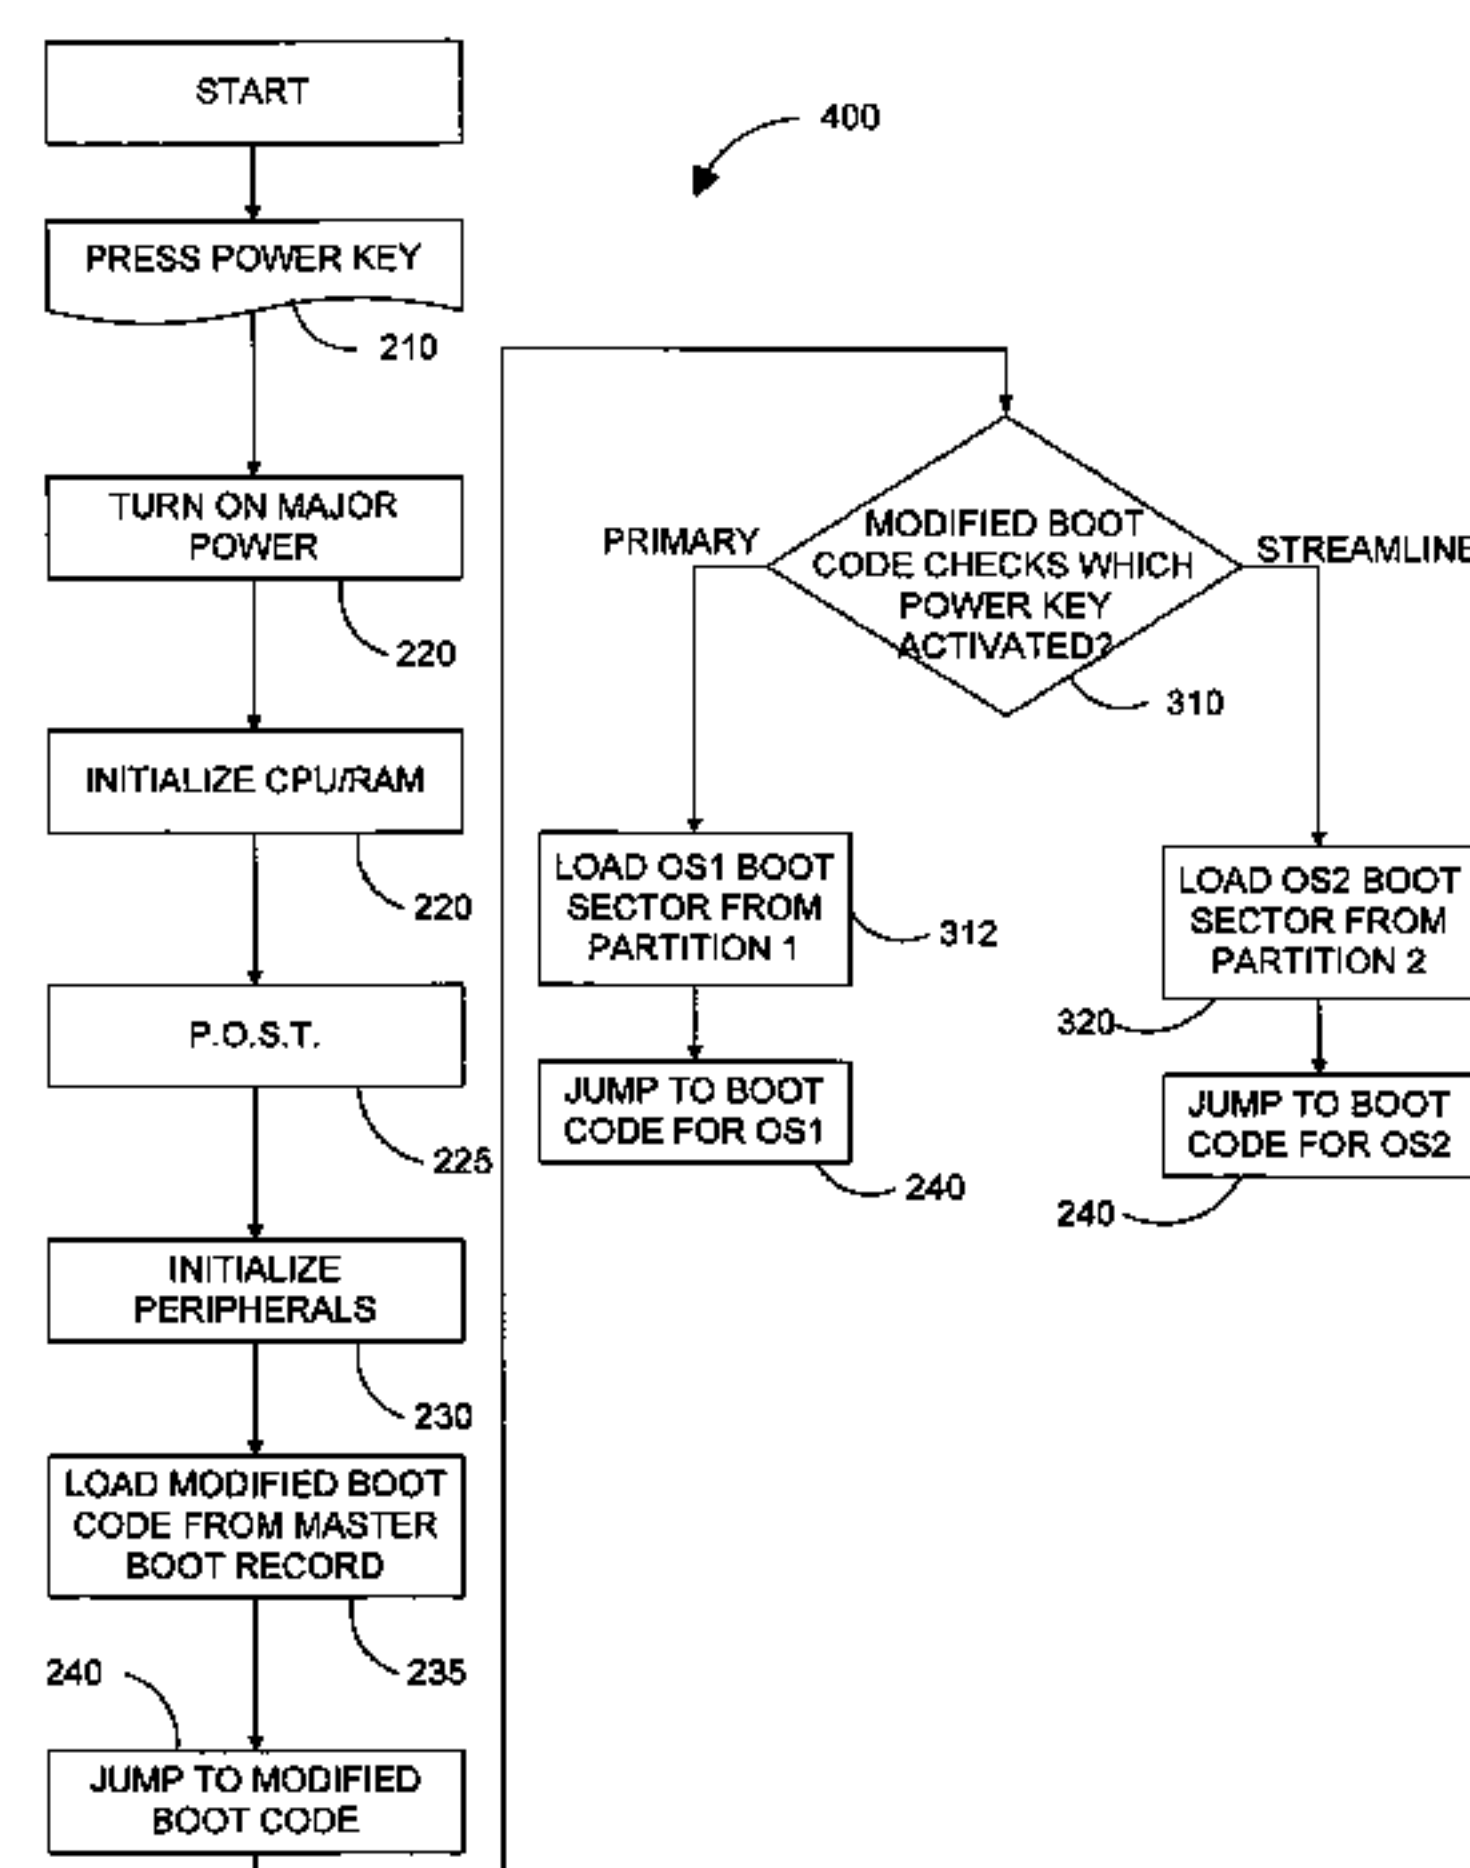 START
400
PRESS POWER KEY
210
TURN ON MAJOR
POWER
220
INITIALIZE CPU/RAM
220
P.O.S.T.
225
INITIALIZE
PERIPHERALS
230
LOAD MODIFIED BOOT
CODE FROM MASTER
BOOT RECORD
235
240
JUMP TO MODIFIED
BOOT CODE
MODIFIED BOOT
CODE CHECKS WHICH
POWER KEY
ACTIVATED?
310
PRIMARY
STREAMLINE
LOAD OS1 BOOT
SECTOR FROM
PARTITION 1
312
JUMP TO BOOT
CODE FOR OS1
240
LOAD OS2 BOOT
SECTOR FROM
PARTITION 2
320
JUMP TO BOOT
CODE FOR OS2
240